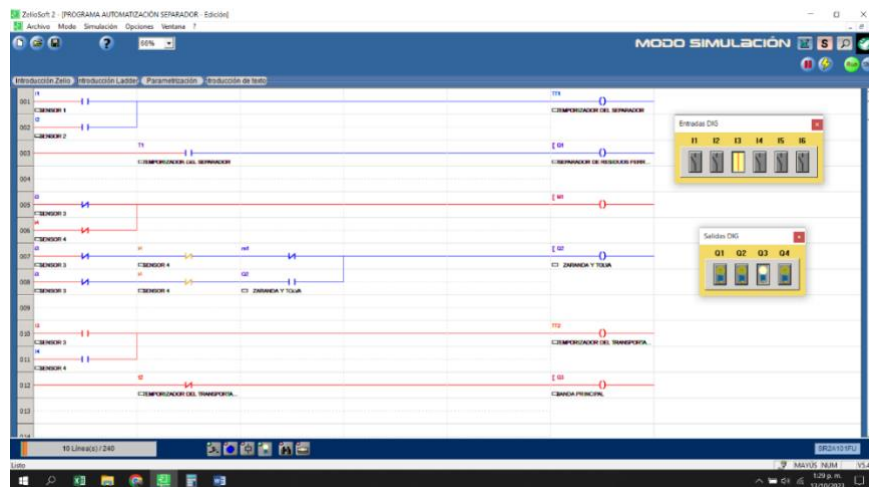 ZelioSoft 2 - [PROGRAMA AUTOMATIZACIÓN SEPARADOR - Edición]
Archivo Modo Simulación Opciones Ventana ?
MODO SIMULACIÓN
Introducción Zelio Introducción Ladder Parametrización Introducción de texto
001 I1 TT1
SENSOR 1 TEMPORIZADOR DEL SEPARADOR
002 I2
SENSOR 2
T1 [ Q1
003
TEMPORIZADOR DEL SEPARADOR SEPARADOR DE RESIDUOS FERR...
004
i3 [ M1
005
SENSOR 3
i4
006
SENSOR 4
[ Q2
007
SENSOR 3 SENSOR 4 ZARANDA Y TOLVA
Q2
008
SENSOR 3 SENSOR 4 ZARANDA Y TOLVA
009
I3 TT2
010
SENSOR 3 TEMPORIZADOR DEL TRANSPORTA...
I4
011
SENSOR 4
t2 [ Q3
012
TEMPORIZADOR DEL TRANSPORTA... BANDA PRINCIPAL
013
014
Entradas DIG
I1 I2 I3 I4 I5 I6
Salidas DIG
Q1 Q2 Q3 Q4
10 Línea(s) / 240
SR2A101FU
Listo MAYÚS NUM
1:29 p. m.
13/10/2023